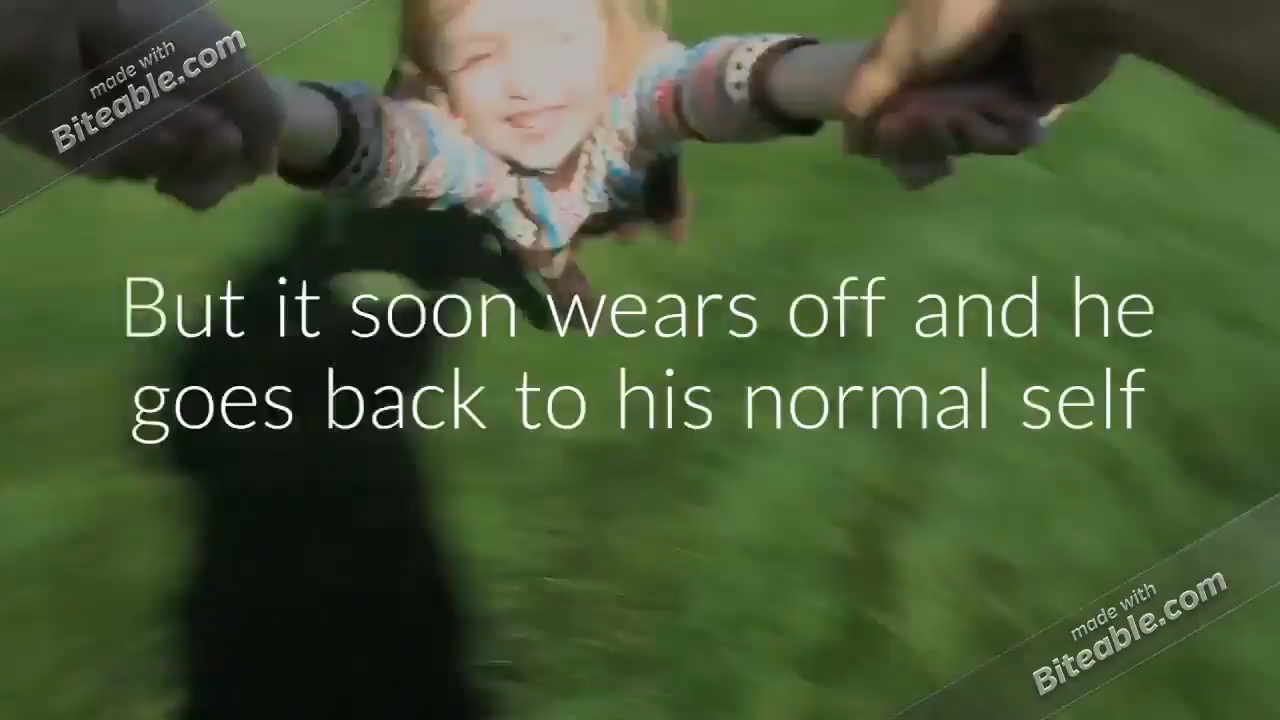 made with
Biteable.com
But it soon wears off and he
goes back to his normal self
made with
Biteable.com